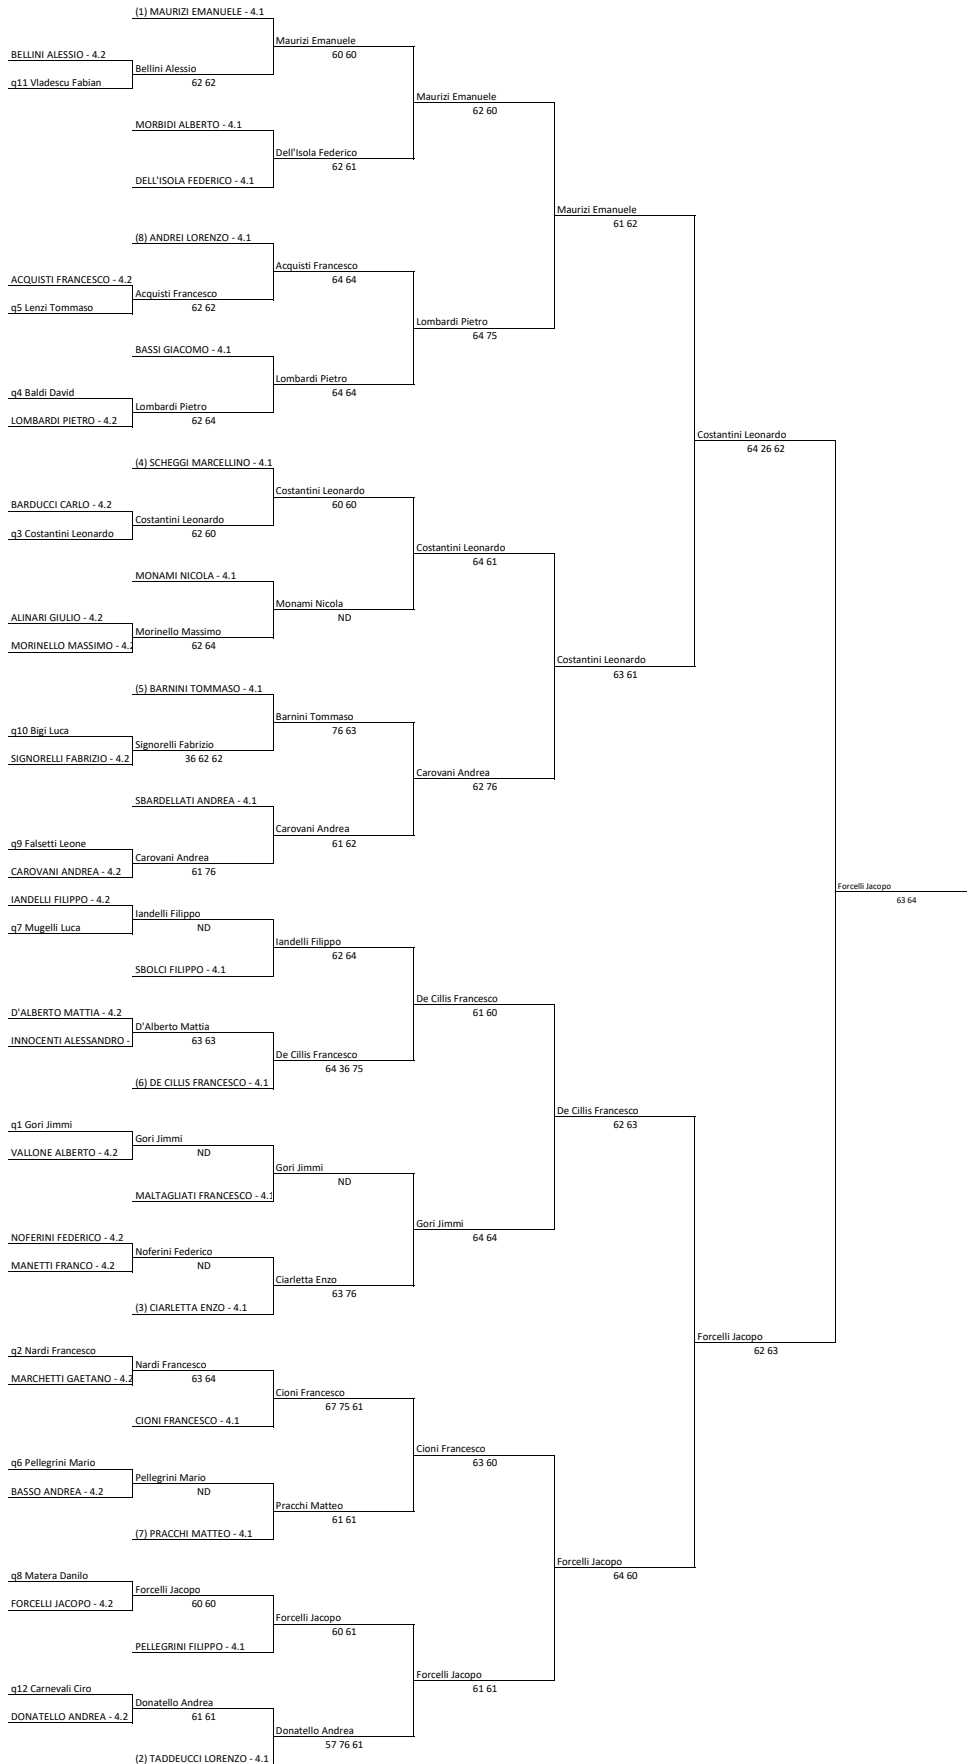 (1) MAURIZI EMANUELE - 4.1
Maurizi Emanuele
BELLINI ALESSIO - 4.2
60 60
Bellini Alessio
q11 Vladescu Fabian
62 62
Maurizi Emanuele
62 60
MORBIDI ALBERTO - 4.1
Dell'Isola Federico
62 61
DELL'ISOLA FEDERICO - 4.1
Maurizi Emanuele
61 62
(8) ANDREI LORENZO - 4.1
Acquisti Francesco
ACQUISTI FRANCESCO - 4.2
64 64
Acquisti Francesco
q5 Lenzi Tommaso
62 62
Lombardi Pietro
64 75
BASSI GIACOMO - 4.1
Lombardi Pietro
q4 Baldi David
64 64
Lombardi Pietro
LOMBARDI PIETRO - 4.2
62 64
Costantini Leonardo
64 26 62
(4) SCHEGGI MARCELLINO - 4.1
Costantini Leonardo
BARDUCCI CARLO - 4.2
60 60
Costantini Leonardo
q3 Costantini Leonardo
62 60
Costantini Leonardo
64 61
MONAMI NICOLA - 4.1
Monami Nicola
ALINARI GIULIO - 4.2
ND
Morinello Massimo
MORINELLO MASSIMO - 4.2
62 64
Costantini Leonardo
63 61
(5) BARNINI TOMMASO - 4.1
Barnini Tommaso
q10 Bigi Luca
76 63
Signorelli Fabrizio
SIGNORELLI FABRIZIO - 4.2
36 62 62
Carovani Andrea
62 76
SBARDELLATI ANDREA - 4.1
Carovani Andrea
q9 Falsetti Leone
61 62
Carovani Andrea
CAROVANI ANDREA - 4.2
61 76
Forcelli Jacopo
63 64
IANDELLI FILIPPO - 4.2
Iandelli Filippo
q7 Mugelli Luca
ND
Iandelli Filippo
62 64
SBOLCI FILIPPO - 4.1
De Cillis Francesco
61 60
D'ALBERTO MATTIA - 4.2
D'Alberto Mattia
INNOCENTI ALESSANDRO -
63 63
De Cillis Francesco
64 36 75
(6) DE CILLIS FRANCESCO - 4.1
De Cillis Francesco
62 63
q1 Gori Jimmi
Gori Jimmi
VALLONE ALBERTO - 4.2
ND
Gori Jimmi
ND
MALTAGLIATI FRANCESCO - 4.1
Gori Jimmi
64 64
NOFERINI FEDERICO - 4.2
Noferini Federico
MANETTI FRANCO - 4.2
ND
Ciarletta Enzo
63 76
(3) CIARLETTA ENZO - 4.1
Forcelli Jacopo
62 63
q2 Nardi Francesco
Nardi Francesco
MARCHETTI GAETANO - 4.2
63 64
Cioni Francesco
67 75 61
CIONI FRANCESCO - 4.1
Cioni Francesco
63 60
q6 Pellegrini Mario
Pellegrini Mario
BASSO ANDREA - 4.2
ND
Pracchi Matteo
61 61
(7) PRACCHI MATTEO - 4.1
Forcelli Jacopo
64 60
q8 Matera Danilo
Forcelli Jacopo
FORCELLI JACOPO - 4.2
60 60
Forcelli Jacopo
60 61
PELLEGRINI FILIPPO - 4.1
Forcelli Jacopo
61 61
q12 Carnevali Ciro
Donatello Andrea
DONATELLO ANDREA - 4.2
61 61
Donatello Andrea
57 76 61
(2) TADDEUCCI LORENZO - 4.1